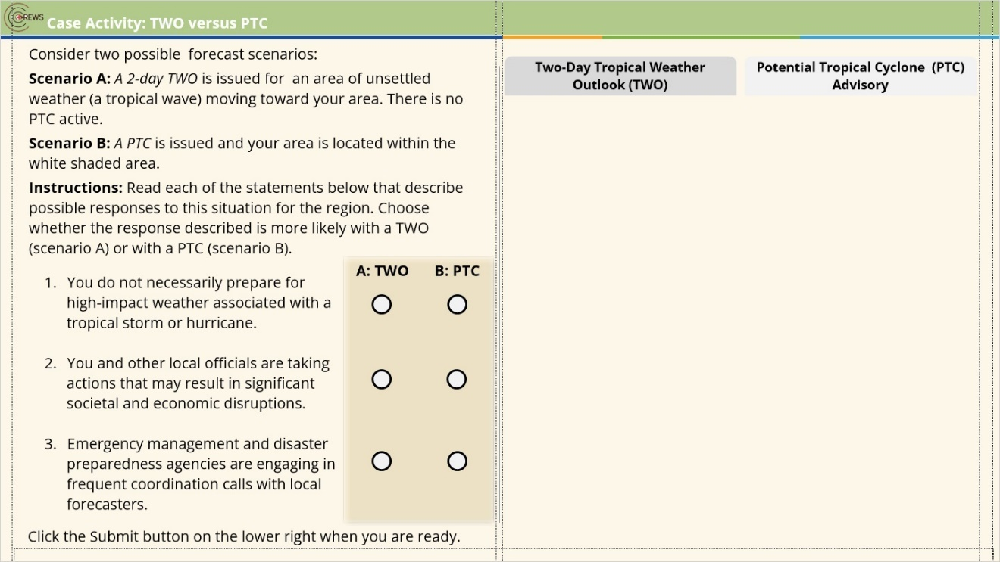 CREWS
Case Activity: TWO versus PTC
Consider two possible forecast scenarios:
Scenario A: A 2-day TWO is issued for an area of unsettled
weather (a tropical wave) moving toward your area. There is no
PTC active.
Scenario B: A PTC is issued and your area is located within the
white shaded area.
Instructions: Read each of the statements below that describe
possible responses to this situation for the region. Choose
whether the response described is more likely with a TWO
(scenario A) or with a PTC (scenario B).
A: TWO B: PTC
1. You do not necessarily prepare for
high-impact weather associated with a
tropical storm or hurricane.
2. You and other local officials are taking
actions that may result in significant
societal and economic disruptions.
3. Emergency management and disaster
preparedness agencies are engaging in
frequent coordination calls with local
forecasters.
Click the Submit button on the lower right when you are ready.
Two-Day Tropical Weather
Outlook (TWO)
Potential Tropical Cyclone (PTC)
Advisory